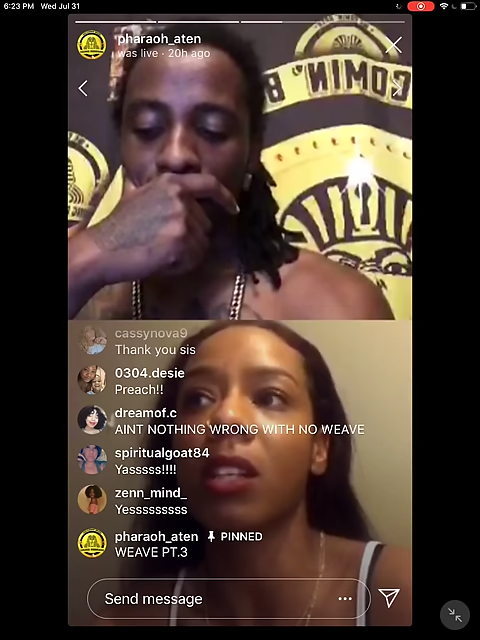 6:23 PM Wed Jul 31
pharaoh_aten
was live · 20h ago
COMIN' B
cassynova9
Thank you sis
0304.desie
Preach!!
dreamof.c
AINT NOTHING WRONG WITH NO WEAVE
spiritualgoat84
Yasssss!!!!
zenn_mind_
Yesssssssss
pharaoh_aten PINNED
WEAVE PT.3
Send message